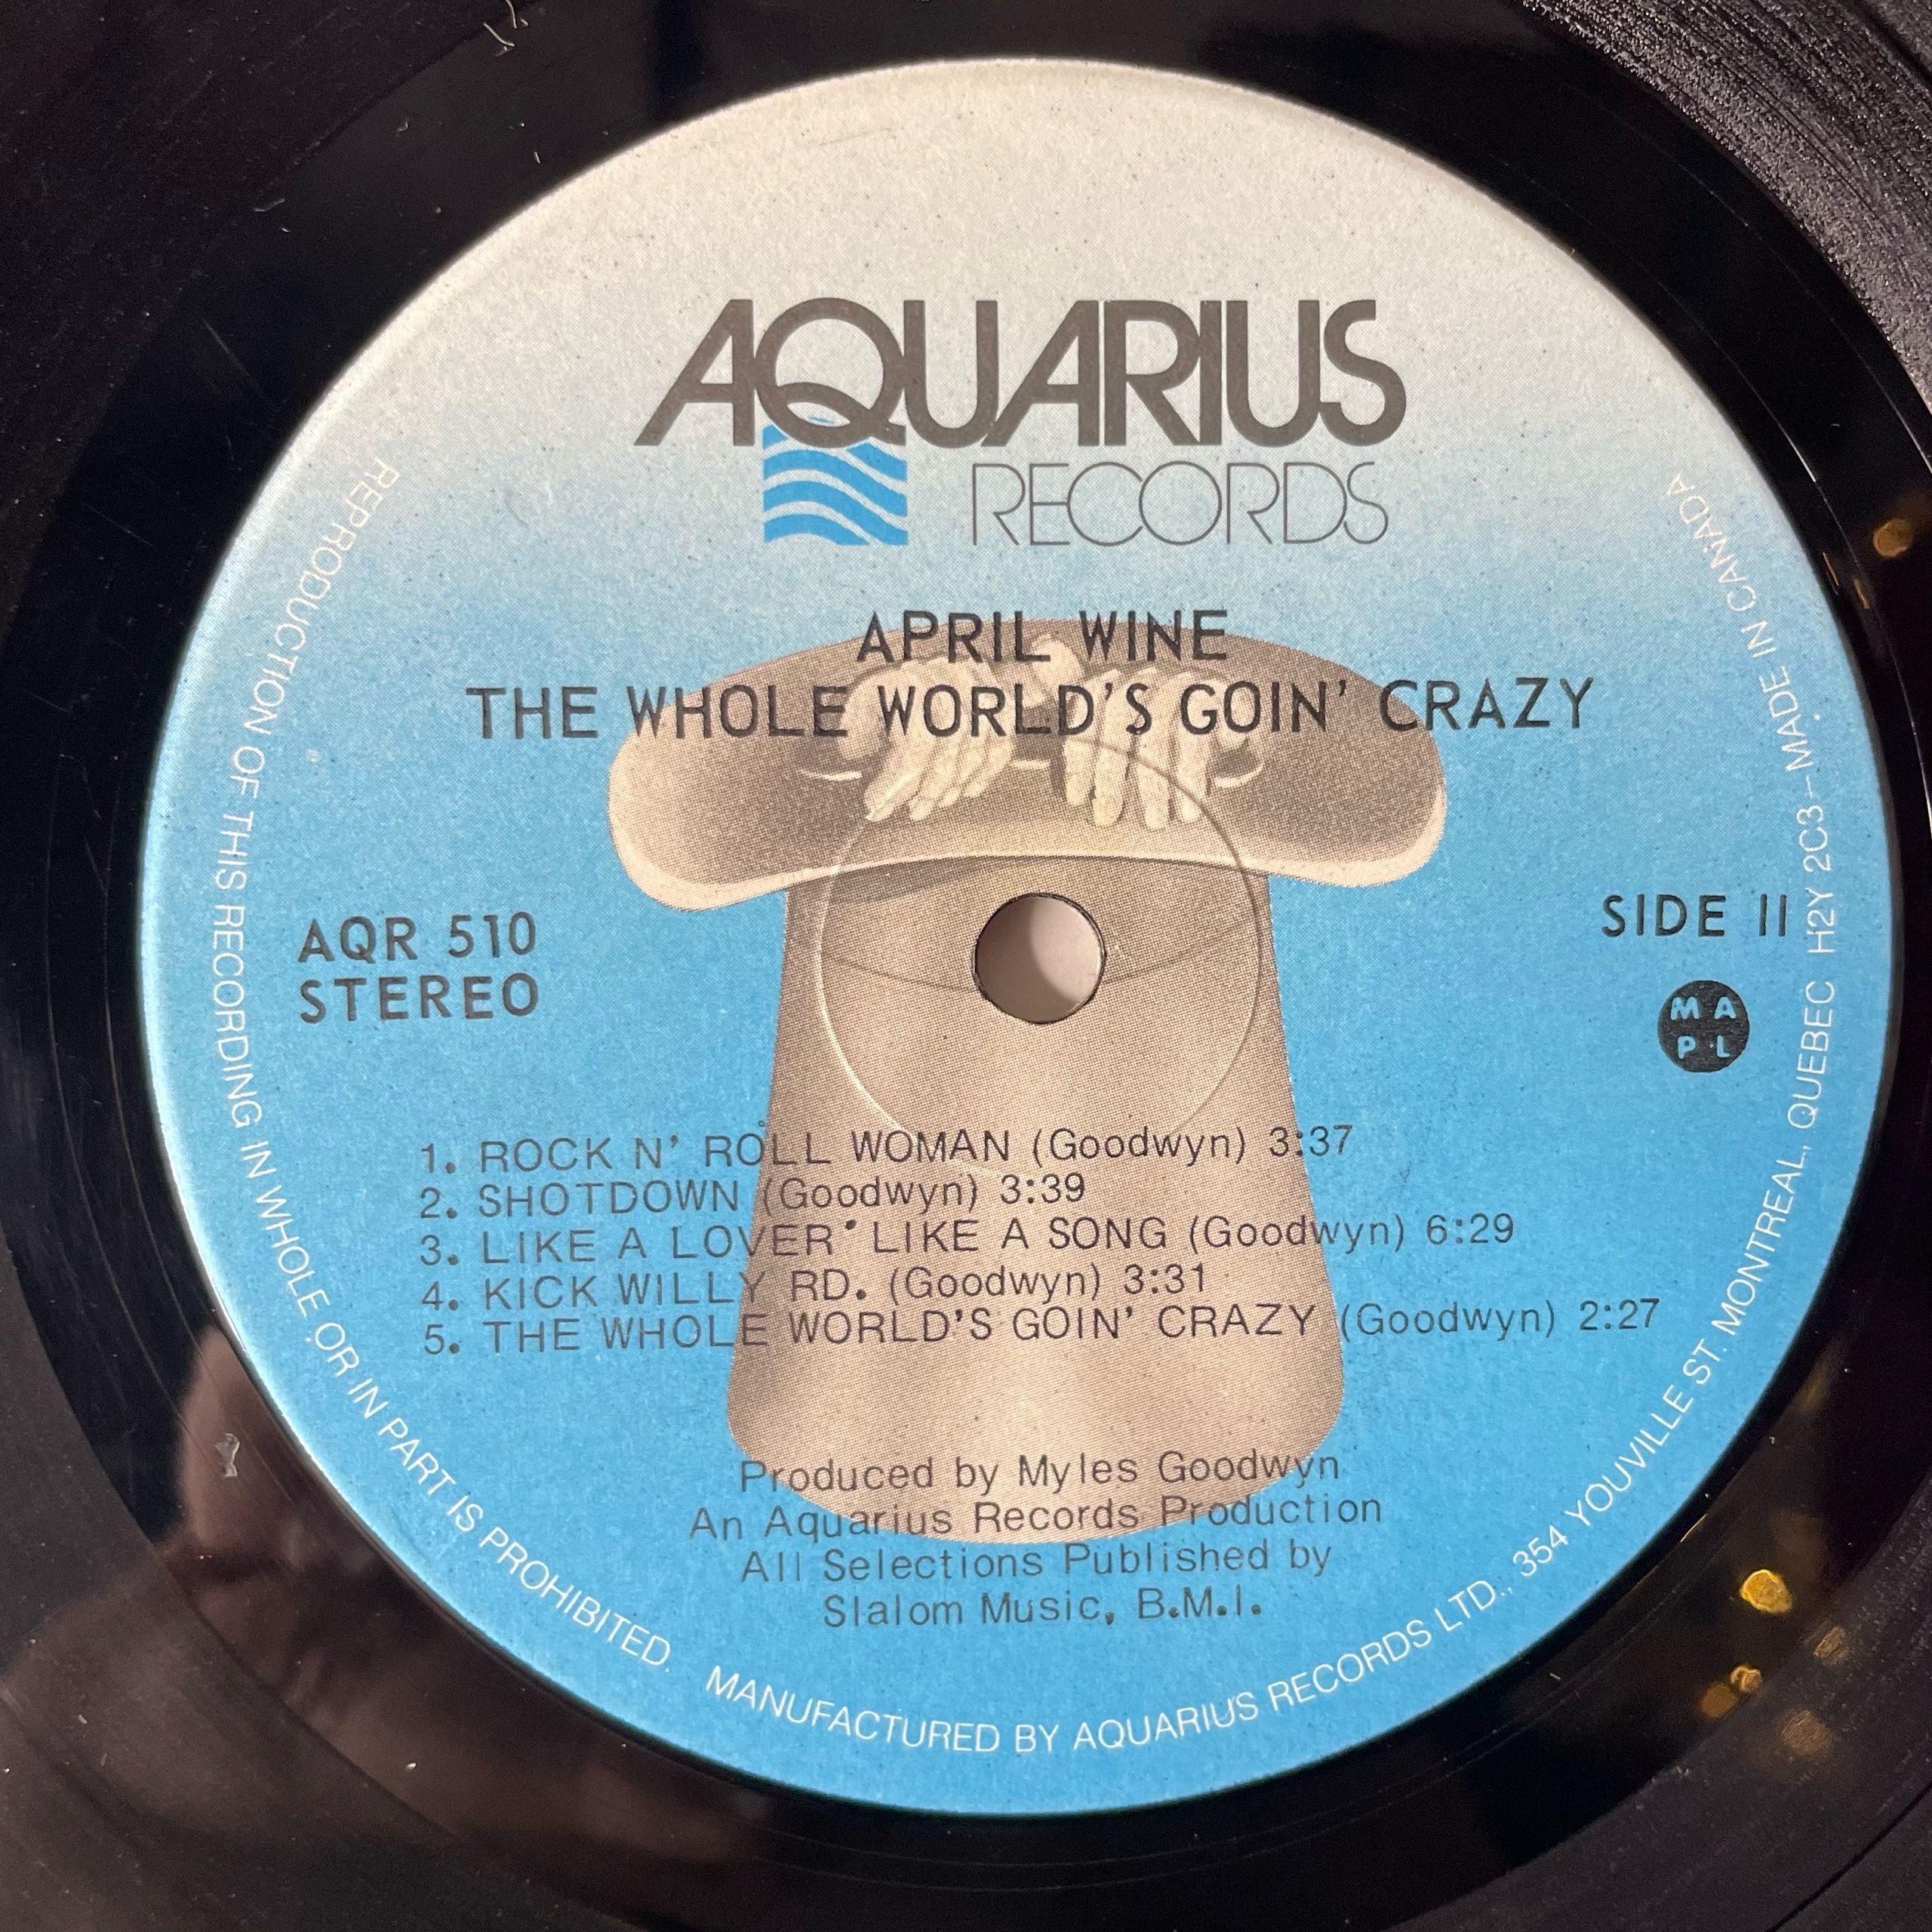 AQUARIUS
RECORDS
APRIL WINE
THE WHOLE WORLD'S GOIN' CRAZY
AQR 510
STEREO
SIDE II
M A
P L
1. ROCK N' ROLL WOMAN (Goodwyn) 3:37
2. SHOTDOWN (Goodwyn) 3:39
3. LIKE A LOVER LIKE A SONG (Goodwyn) 6:29
4. KICK WILLY RD. (Goodwyn) 3:31
5. THE WHOLE WORLD'S GOIN' CRAZY (Goodwyn) 2:27
Produced by Myles Goodwyn
An Aquarius Records Production
All Selections Published by
Slalom Music, B.M.I.
REPRODUCTION OF THIS RECORDING IN WHOLE OR IN PART IS PROHIBITED. MANUFACTURED BY AQUARIUS RECORDS LTD., 354 YOUVILLE ST. MONTREAL, QUEBEC H2Y 2C3 – MADE IN CANADA